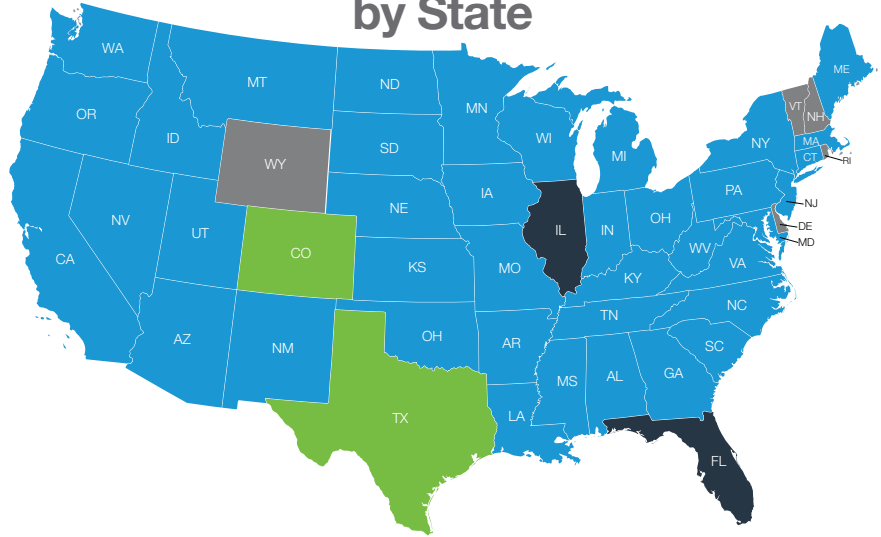 by State
WA
MT
ND
MN
ME
OR
ID
WY
SD
WI
MI
VT
NH
NY
MA
CT
RI
NV
UT
CO
NE
IA
IL
IN
OH
PA
NJ
DE
MD
CA
KS
MO
KY
WV
VA
AZ
NM
OH
AR
TN
NC
SC
TX
LA
MS
AL
GA
FL